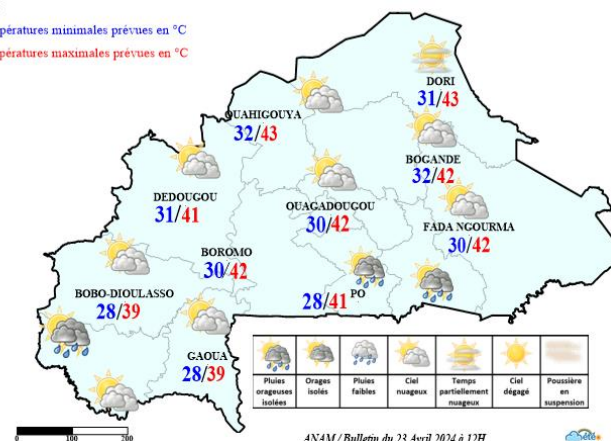 pératures minimales prévues en °C
pératures maximales prévues en °C
DORI
31/43
OUAHIGOUYA
32/43
BOGANDE
32/42
DEDOUGOU
31/41
OUAGADOUGOU
30/42
FADA NGOURMA
30/42
BOROMO
30/42
BOBO-DIOULASSO
28/39
28/41 PO
GAOUA
28/39
Pluies orageuses isolées
Orages isolés
Pluies faibles
Ciel nuageux
Temps partiellement nuageux
Ciel dégagé
Poussière en suspension
0 100 200
ANAM / Bulletin du 23 Avril 2024 à 12H